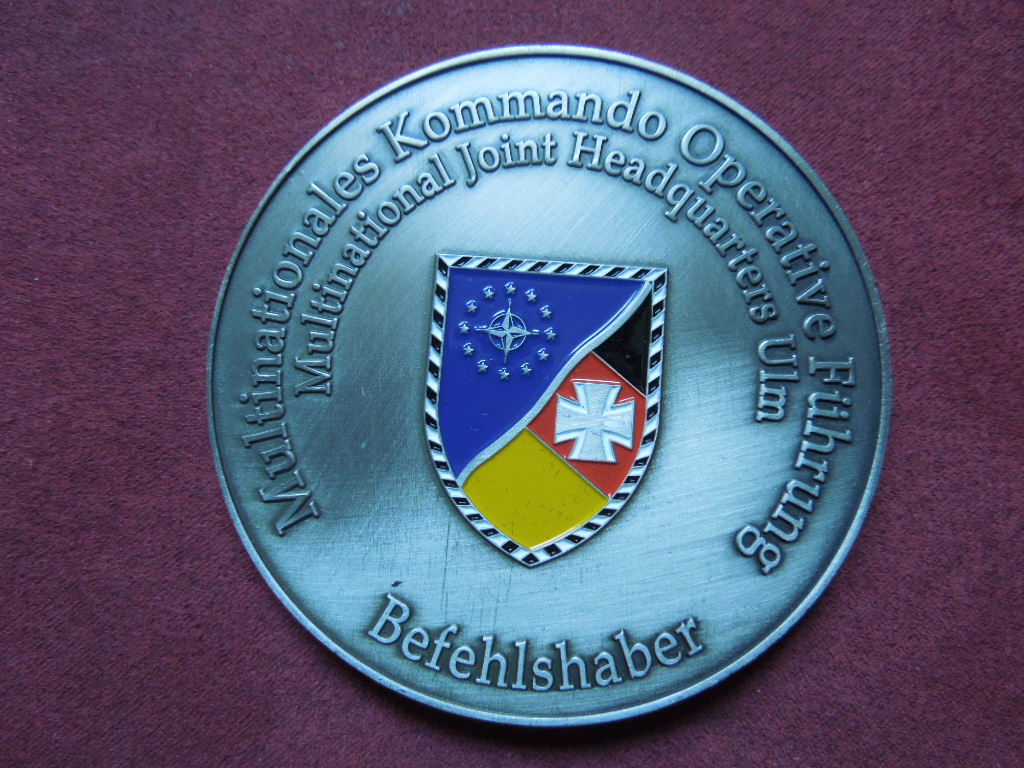 Multinationales Kommando Operative Führung
Multinational Joint Headquarters Ulm
Befehlshaber